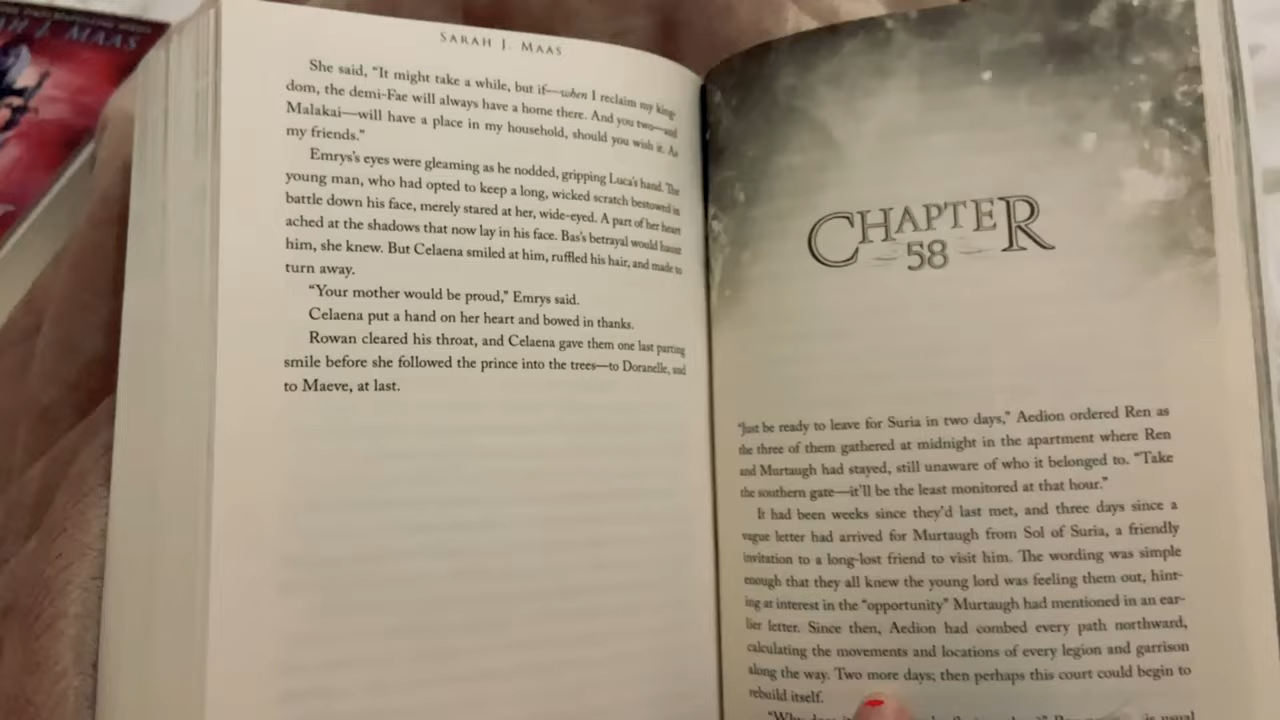 AH J. MAAS
SARAH J. MAAS
She said, “It might take a while, but if—when I reclaim my king-
dom, the demi-Fae will always have a home there. And you two—and
Malakai—will have a place in my household, should you wish it. As
my friends.”
Emrys’s eyes were gleaming as he nodded, gripping Luca’s hand. The
young man, who had opted to keep a long, wicked scratch bestowed in
battle down his face, merely stared at her, wide-eyed. A part of her heart
ached at the shadows that now lay in his face. Bas’s betrayal would haunt
him, she knew. But Celaena smiled at him, ruffled his hair, and made to
turn away.
“Your mother would be proud,” Emrys said.
Celaena put a hand on her heart and bowed in thanks.
Rowan cleared his throat, and Celaena gave them one last parting
smile before she followed the prince into the trees—to Doranelle, and
to Maeve, at last.
CHAPTER
58
“Just be ready to leave for Suria in two days,” Aedion ordered Ren as
the three of them gathered at midnight in the apartment where Ren
and Murtaugh had stayed, still unaware of who it belonged to. “Take
the southern gate—it’ll be the least monitored at that hour.”
It had been weeks since they’d last met, and three days since a
vague letter had arrived for Murtaugh from Sol of Suria, a friendly
invitation to a long-lost friend to visit him. The wording was simple
enough that they all knew the young lord was feeling them out, hint-
ing at interest in the “opportunity” Murtaugh had mentioned in an ear-
lier letter. Since then, Aedion had combed every path northward,
calculating the movements and locations of every legion and garrison
along the way. Two more days; then perhaps this court could begin to
rebuild itself.
usual